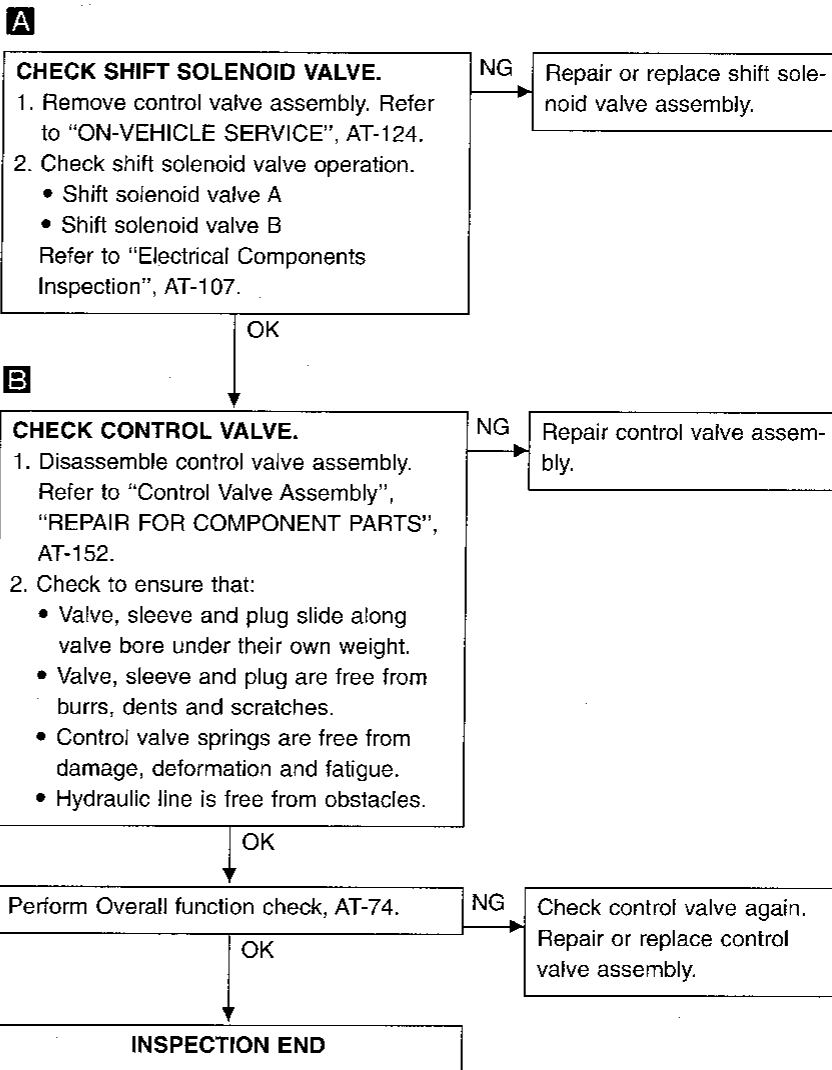 A
CHECK SHIFT SOLENOID VALVE.
1. Remove control valve assembly. Refer
to “ON-VEHICLE SERVICE”, AT-124.
2. Check shift solenoid valve operation.
• Shift solenoid valve A
• Shift solenoid valve B
Refer to “Electrical Components
Inspection”, AT-107.
NG
Repair or replace shift sole-
noid valve assembly.
OK
B
CHECK CONTROL VALVE.
1. Disassemble control valve assembly.
Refer to “Control Valve Assembly”,
“REPAIR FOR COMPONENT PARTS”,
AT-152.
2. Check to ensure that:
• Valve, sleeve and plug slide along
valve bore under their own weight.
• Valve, sleeve and plug are free from
burrs, dents and scratches.
• Control valve springs are free from
damage, deformation and fatigue.
• Hydraulic line is free from obstacles.
NG
Repair control valve assem-
bly.
OK
Perform Overall function check, AT-74.
NG
Check control valve again.
Repair or replace control
valve assembly.
OK
INSPECTION END